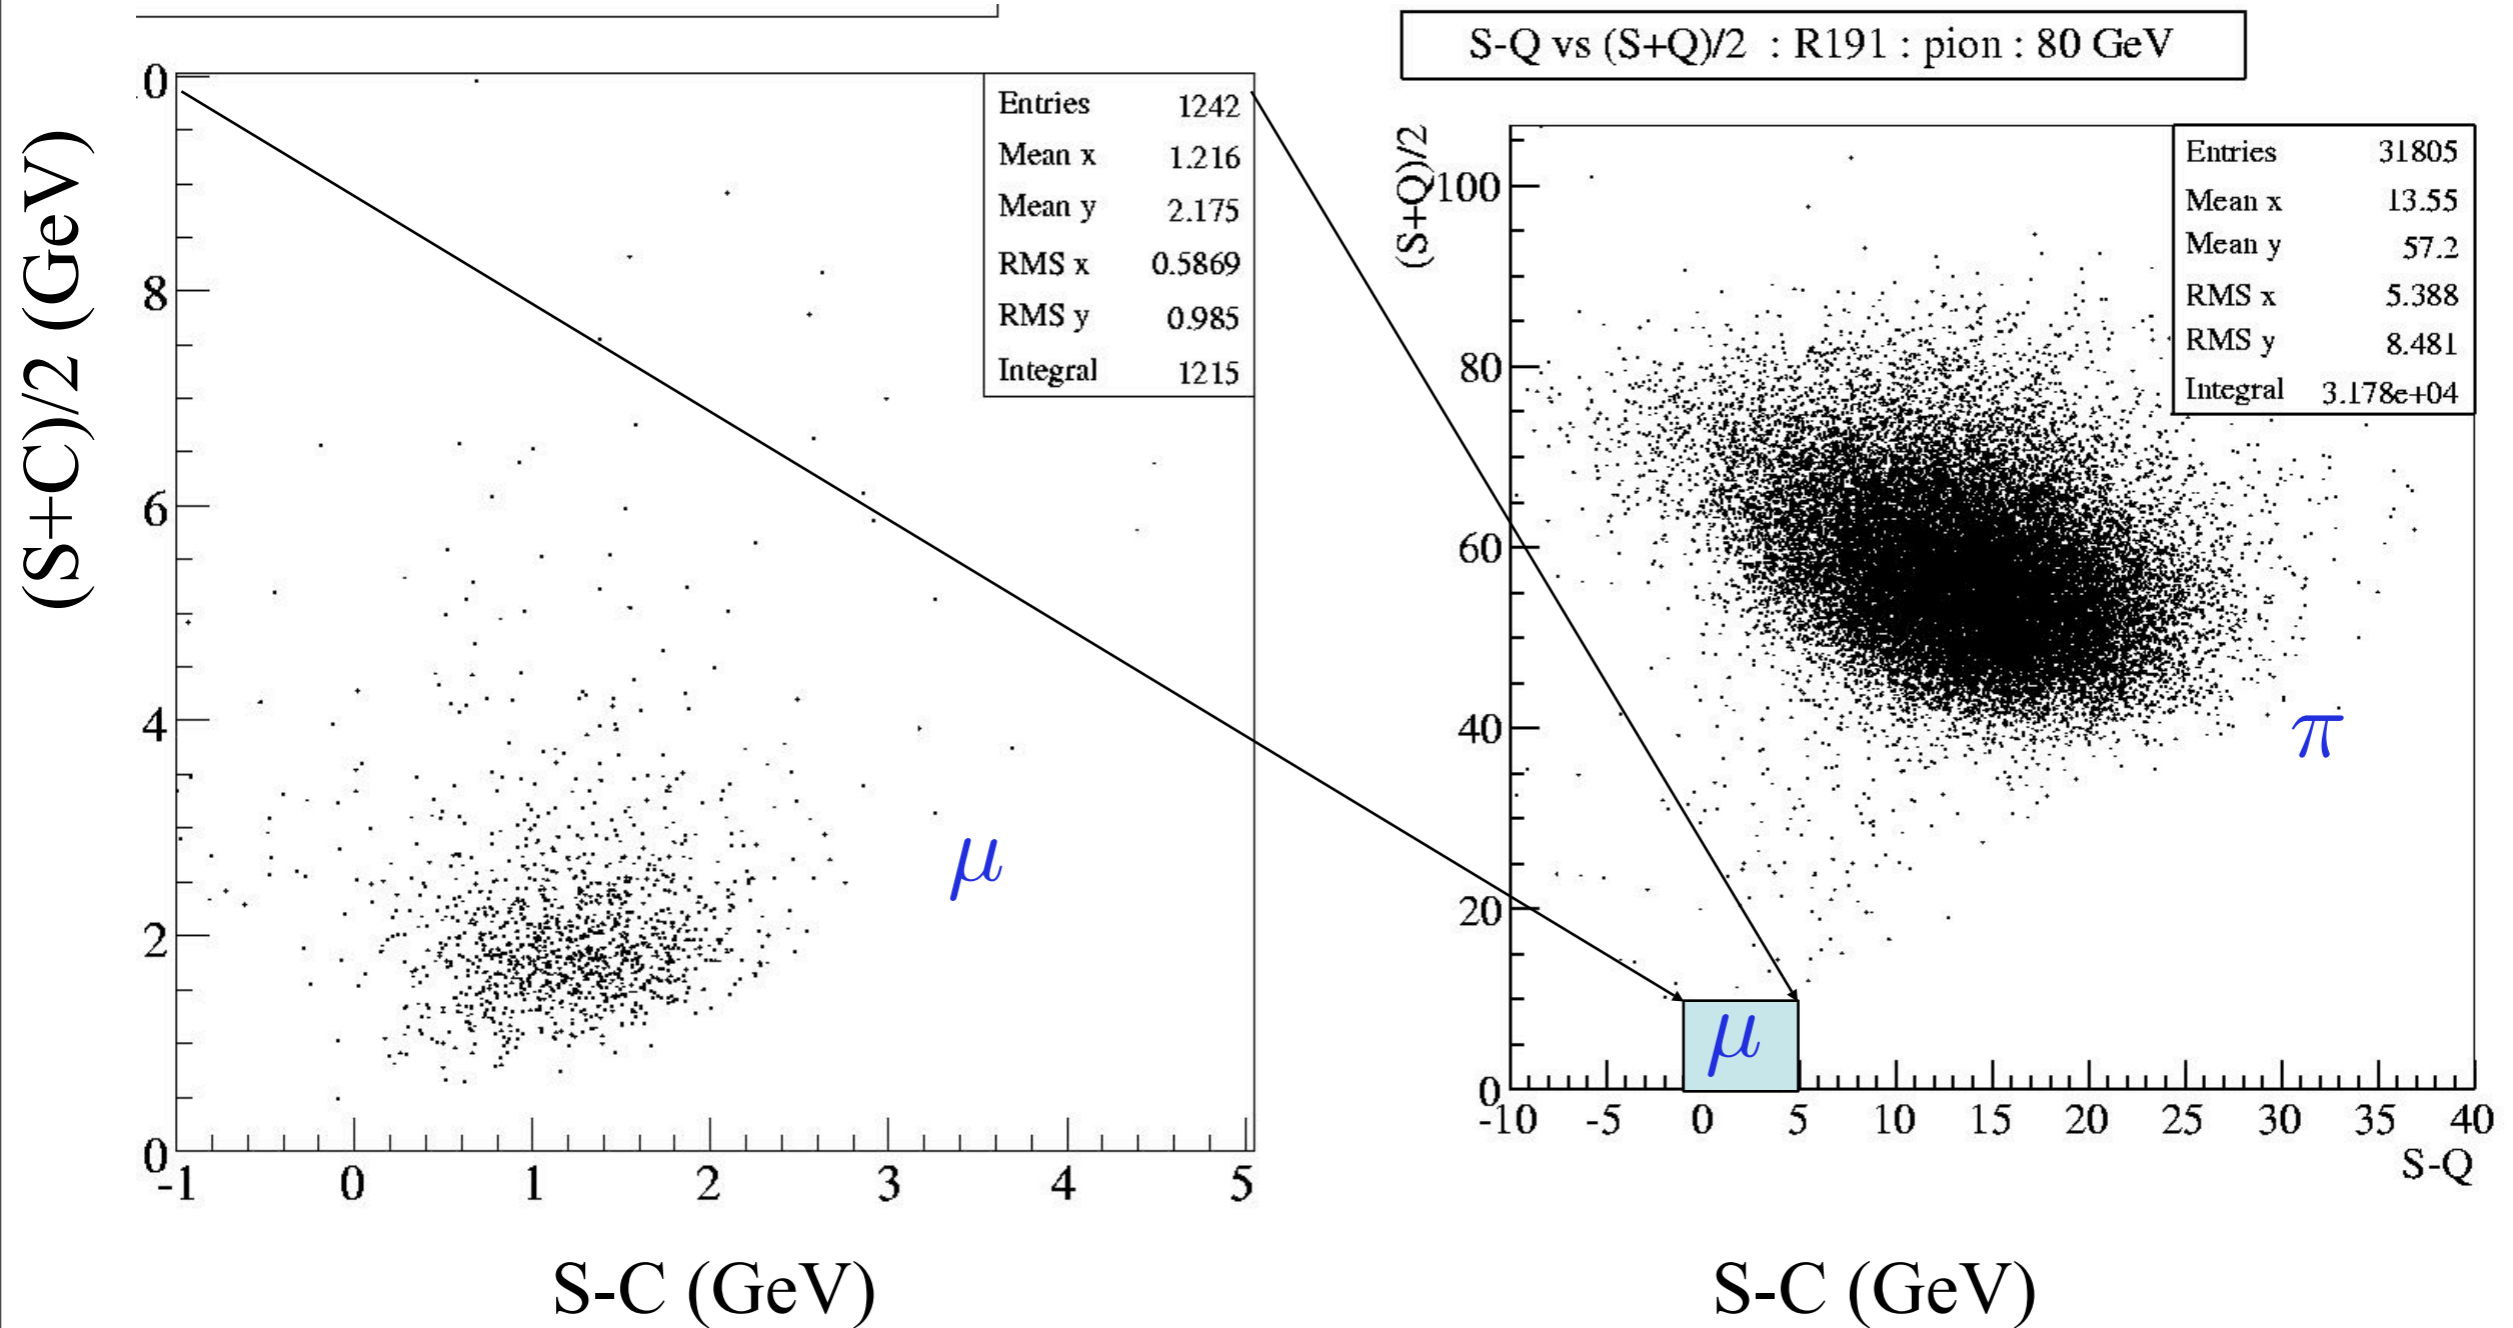 (S+C)/2 (GeV)
0
8
6
4
2
0
-1 0 1 2 3 4 5
Entries 1242
Mean x 1.216
Mean y 2.175
RMS x 0.5869
RMS y 0.985
Integral 1215
μ
S-C (GeV)
S-Q vs (S+Q)/2 : R191 : pion : 80 GeV
(S+Q)/2
100
80
60
40
20
0
-10 -5 0 5 10 15 20 25 30 35 40
S-Q
Entries 31805
Mean x 13.55
Mean y 57.2
RMS x 5.388
RMS y 8.481
Integral 3.178e+04
π
μ
S-C (GeV)